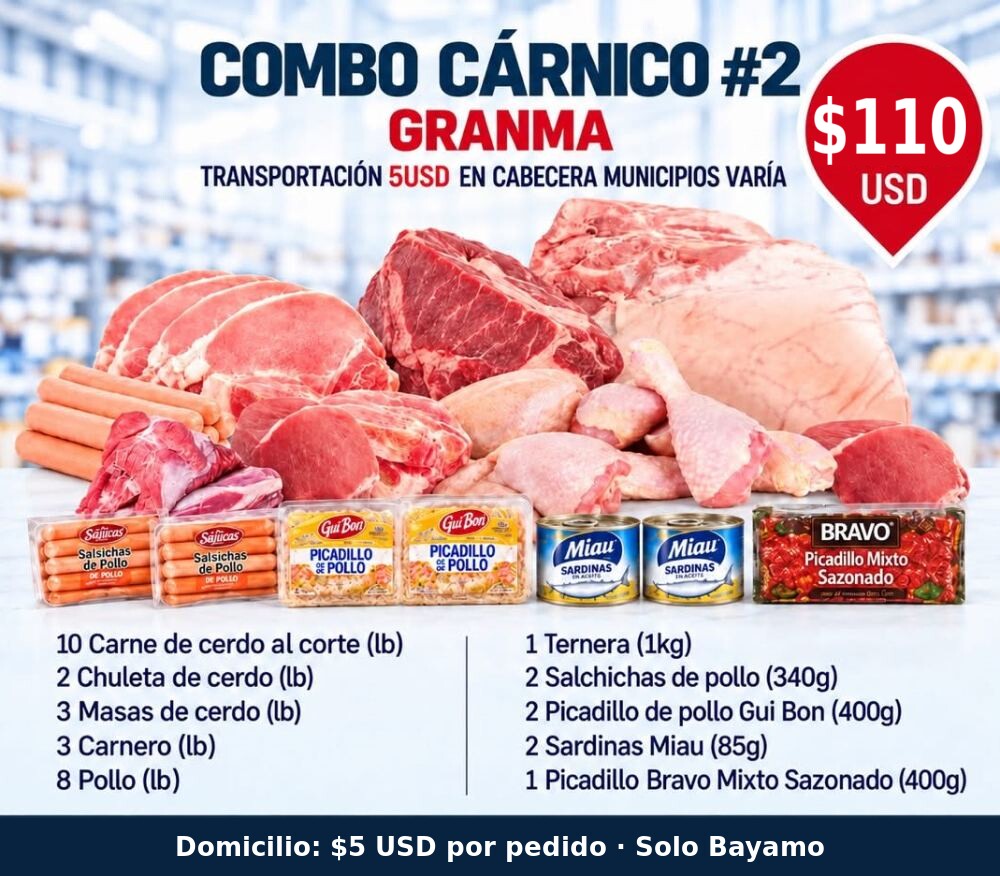 COMBO CÁRNICO #2
GRANMA
TRANSPORTACIÓN 5USD EN CABECERA MUNICIPIOS VARÍA
$110
USD
Sajucas
Salsichas
de Pollo
DE POLLO
Sajucas
Salsichas
de Pollo
DE POLLO
Gui Bon
PICADILLO
DE POLLO
Gui Bon
PICADILLO
DE POLLO
Miau
SARDINAS
EN ACEITE
Miau
SARDINAS
EN ACEITE
BRAVO
Picadillo Mixto
Sazonado
10 Carne de cerdo al corte (lb)
2 Chuleta de cerdo (lb)
3 Masas de cerdo (lb)
3 Carnero (lb)
8 Pollo (lb)
1 Ternera (1kg)
2 Salchichas de pollo (340g)
2 Picadillo de pollo Gui Bon (400g)
2 Sardinas Miau (85g)
1 Picadillo Bravo Mixto Sazonado (400g)
Domicilio: $5 USD por pedido · Solo Bayamo